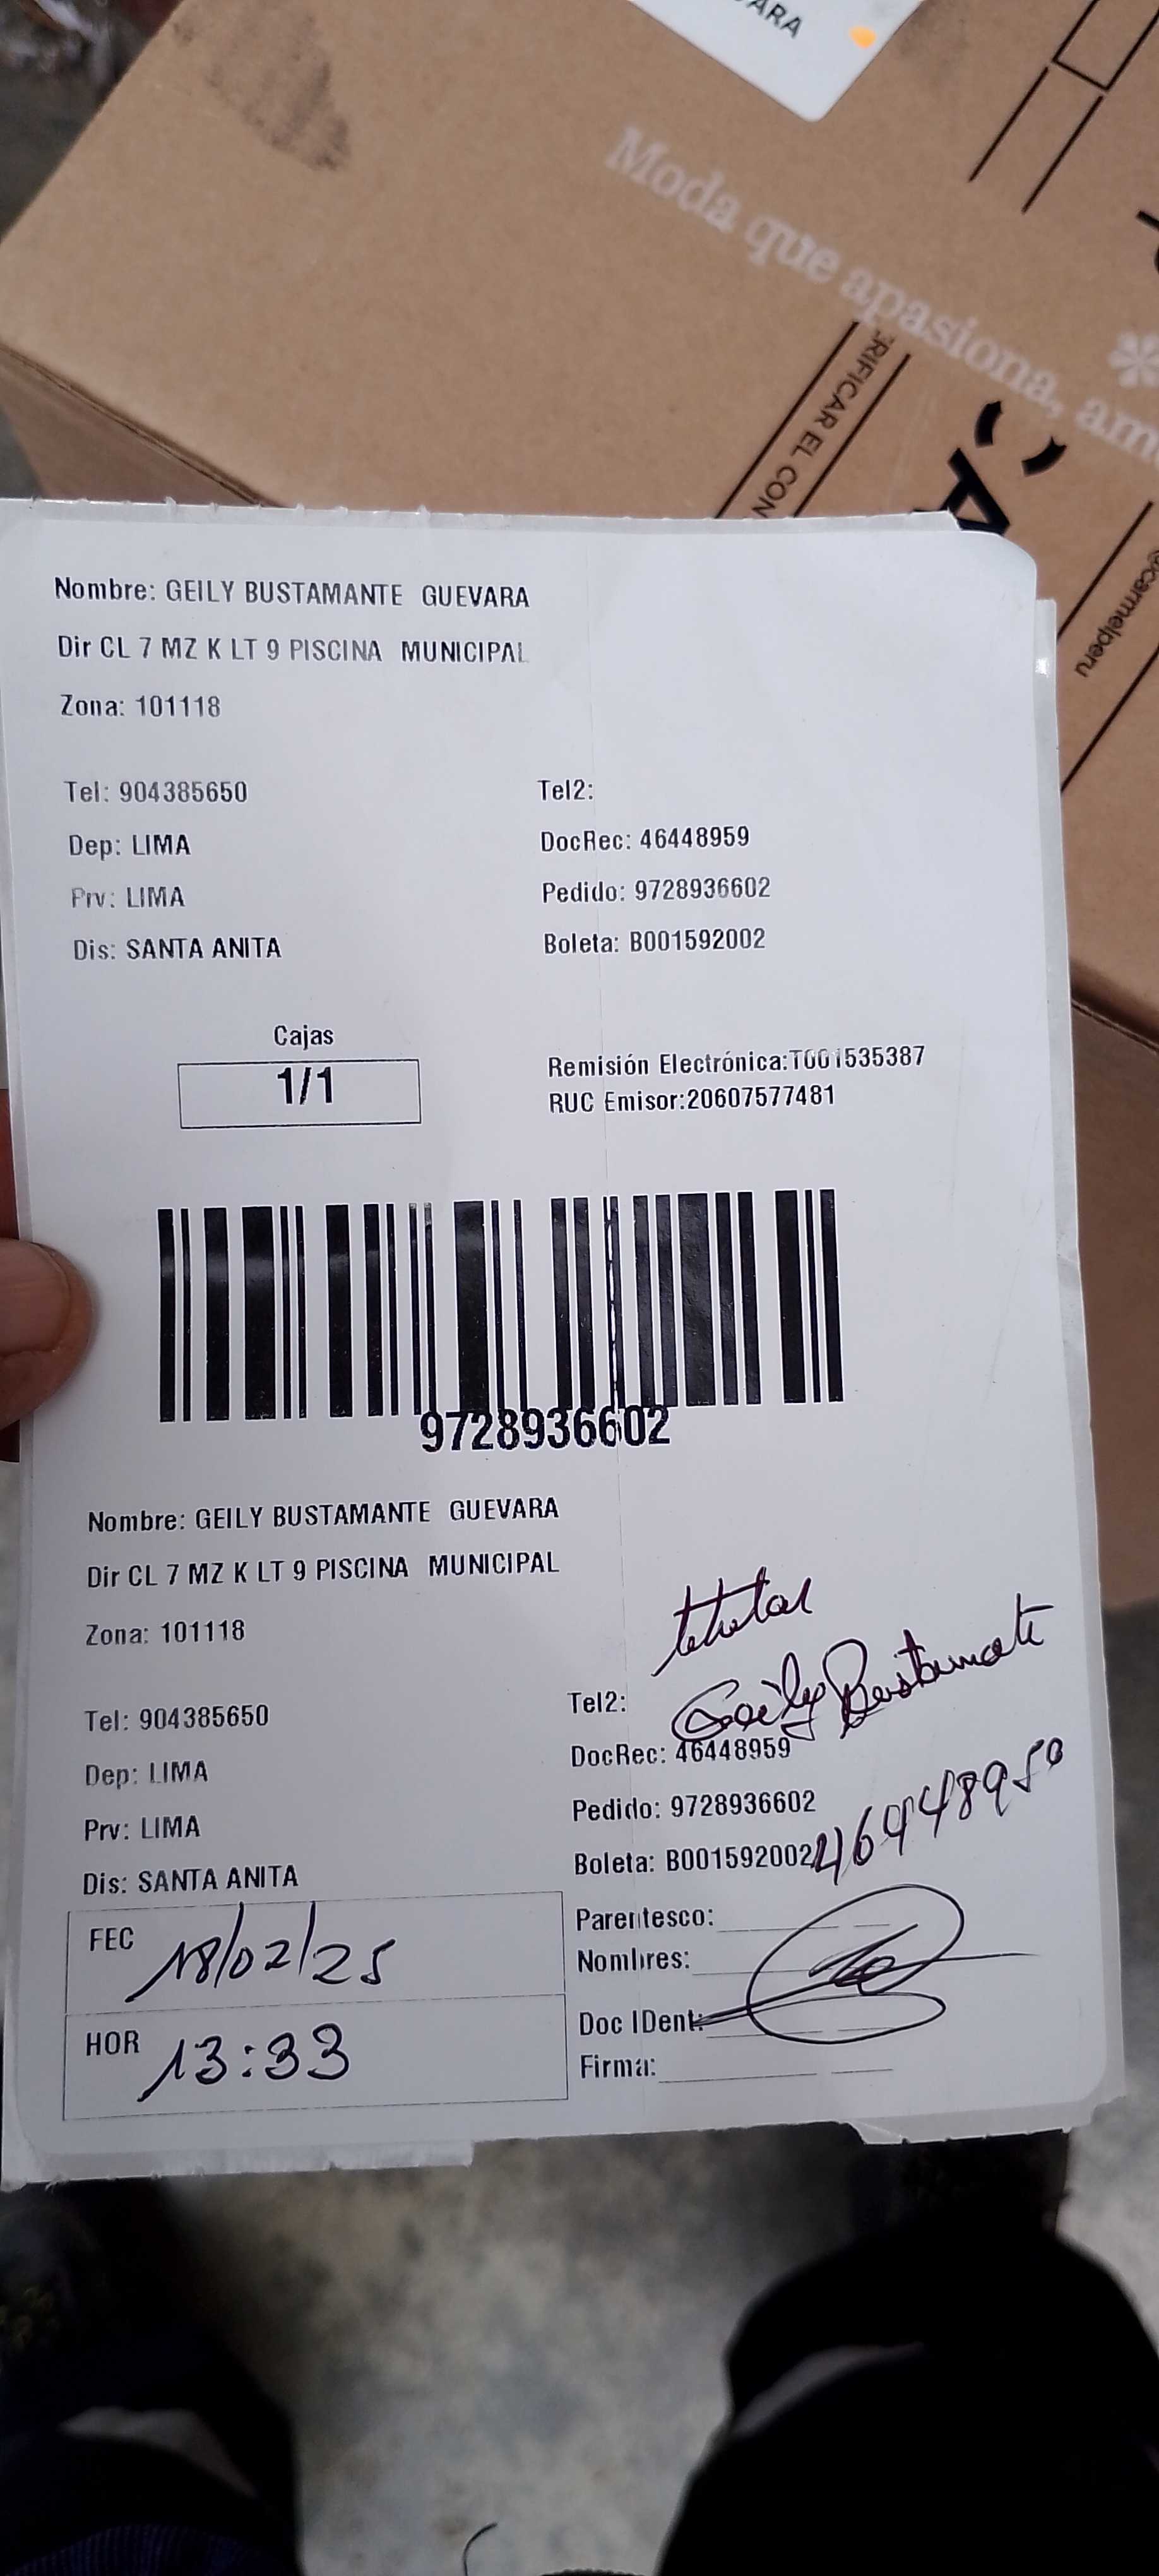 ARA
Moda que apasiona, am
RIFICAR EL CON
@carmelperu
Nombre: GEILY BUSTAMANTE GUEVARA
Dir CL 7 MZ K LT 9 PISCINA MUNICIPAL
Zona: 101118
Tel: 904385650 Tel2:
Dep: LIMA DocRec: 46448959
Prv: LIMA Pedido: 9728936602
Dis: SANTA ANITA Boleta: B001592002
Cajas
1/1
Remisión Electrónica:T001535387
RUC Emisor:20607577481
9728936602
Nombre: GEILY BUSTAMANTE GUEVARA
Dir CL 7 MZ K LT 9 PISCINA MUNICIPAL
Zona: 101118
Geily Bustamante
Tel: 904385650 Tel2:
Dep: LIMA DocRec: 46448959
Prv: LIMA Pedido: 9728936602
Dis: SANTA ANITA Boleta: B001592002
FEC 18/02/25
HOR 13:33
Parentesco:
Nombres:
Doc IDent:
Firma: